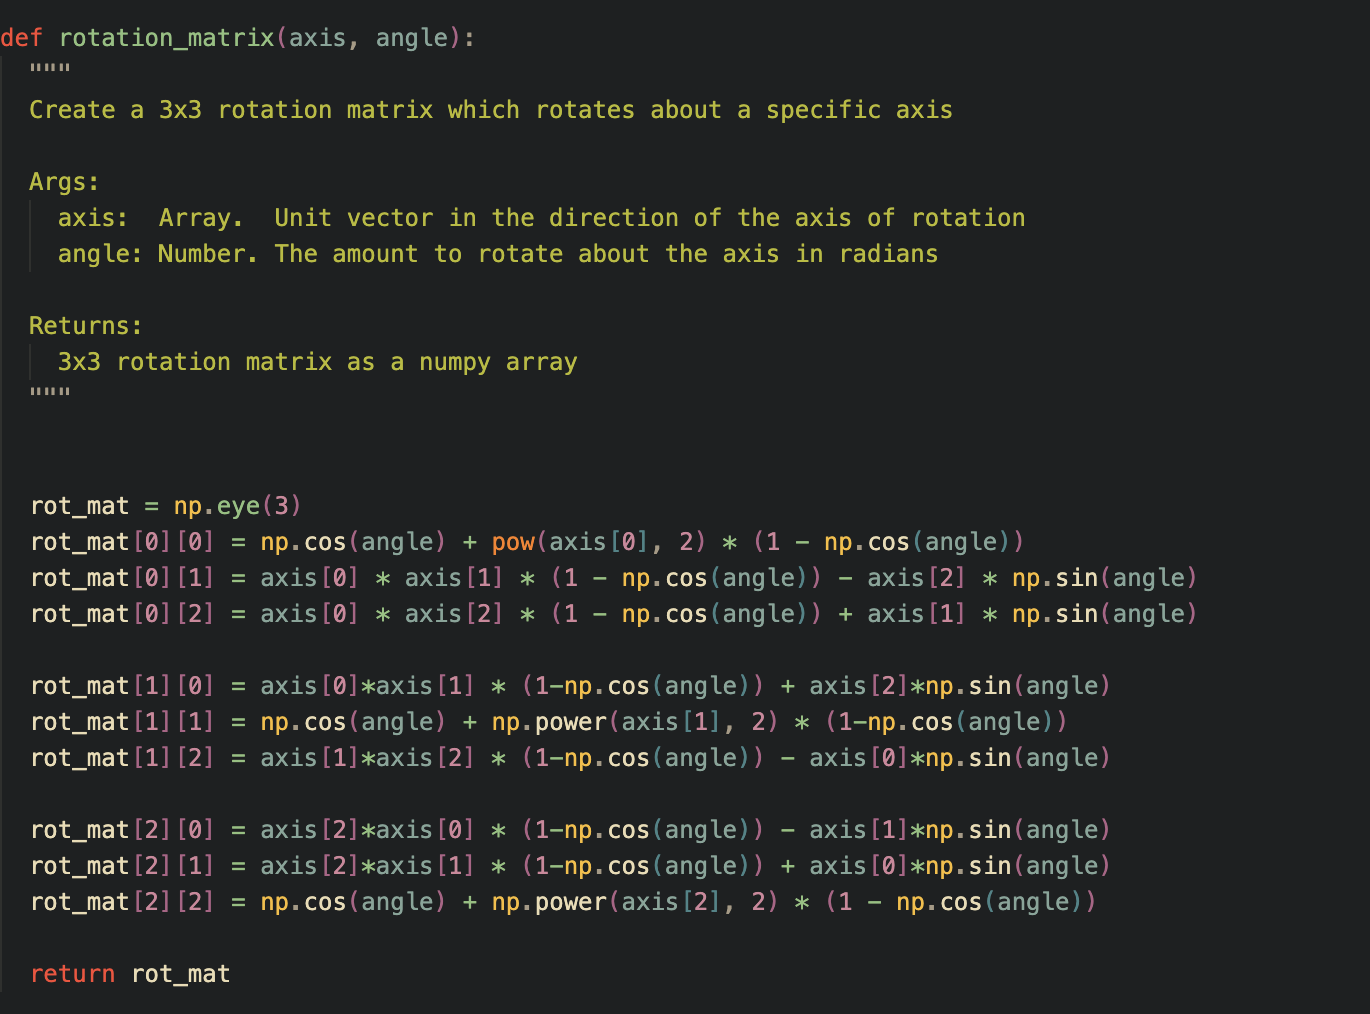 def rotation_matrix(axis, angle):
"""
Create a 3x3 rotation matrix which rotates about a specific axis
Args:
axis:  Array.  Unit vector in the direction of the axis of rotation
angle: Number. The amount to rotate about the axis in radians
Returns:
3x3 rotation matrix as a numpy array
"""
rot_mat = np.eye(3)
rot_mat[0][0] = np.cos(angle) + pow(axis[0], 2) * (1 - np.cos(angle))
rot_mat[0][1] = axis[0] * axis[1] * (1 - np.cos(angle)) - axis[2] * np.sin(angle)
rot_mat[0][2] = axis[0] * axis[2] * (1 - np.cos(angle)) + axis[1] * np.sin(angle)
rot_mat[1][0] = axis[0]*axis[1] * (1-np.cos(angle)) + axis[2]*np.sin(angle)
rot_mat[1][1] = np.cos(angle) + np.power(axis[1], 2) * (1-np.cos(angle))
rot_mat[1][2] = axis[1]*axis[2] * (1-np.cos(angle)) - axis[0]*np.sin(angle)
rot_mat[2][0] = axis[2]*axis[0] * (1-np.cos(angle)) - axis[1]*np.sin(angle)
rot_mat[2][1] = axis[2]*axis[1] * (1-np.cos(angle)) + axis[0]*np.sin(angle)
rot_mat[2][2] = np.cos(angle) + np.power(axis[2], 2) * (1 - np.cos(angle))
return rot_mat